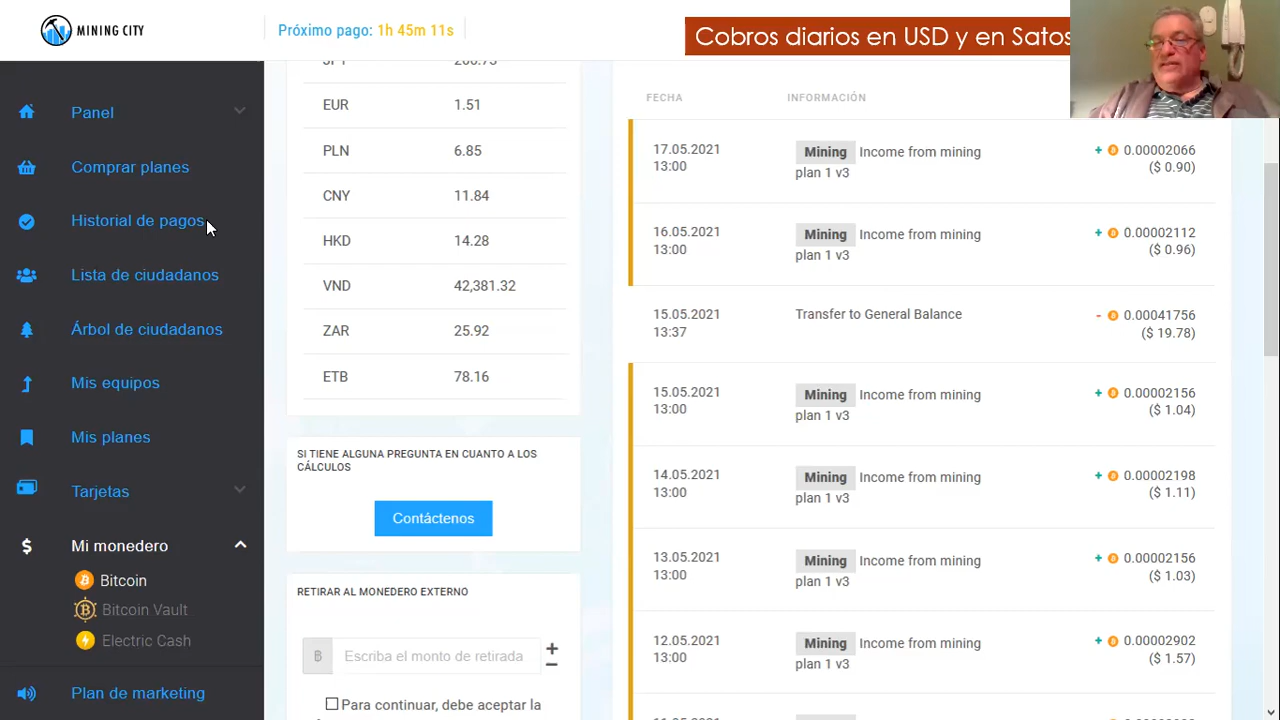 MINING CITY
Próximo pago: 1h 45m 11s
Cobros diarios en USD y en Satos
Panel
Comprar planes
Historial de pagos
Lista de ciudadanos
Árbol de ciudadanos
Mis equipos
Mis planes
Tarjetas
Mi monedero
Bitcoin
Bitcoin Vault
Electric Cash
Plan de marketing
EUR 1.51
PLN 6.85
CNY 11.84
HKD 14.28
VND 42,381.32
ZAR 25.92
ETB 78.16
SI TIENE ALGUNA PREGUNTA EN CUANTO A LOS
CÁLCULOS
Contáctenos
RETIRAR AL MONEDERO EXTERNO
Escriba el monto de retirada +
−
Para continuar, debe aceptar la
FECHA INFORMACIÓN
17.05.2021 Mining Income from mining + 0.00002066
13:00 plan 1 v3 ($ 0.90)
16.05.2021 Mining Income from mining + 0.00002112
13:00 plan 1 v3 ($ 0.96)
15.05.2021 Transfer to General Balance - 0.00041756
13:37 ($ 19.78)
15.05.2021 Mining Income from mining + 0.00002156
13:00 plan 1 v3 ($ 1.04)
14.05.2021 Mining Income from mining + 0.00002198
13:00 plan 1 v3 ($ 1.11)
13.05.2021 Mining Income from mining + 0.00002156
13:00 plan 1 v3 ($ 1.03)
12.05.2021 Mining Income from mining + 0.00002902
13:00 plan 1 v3 ($ 1.57)